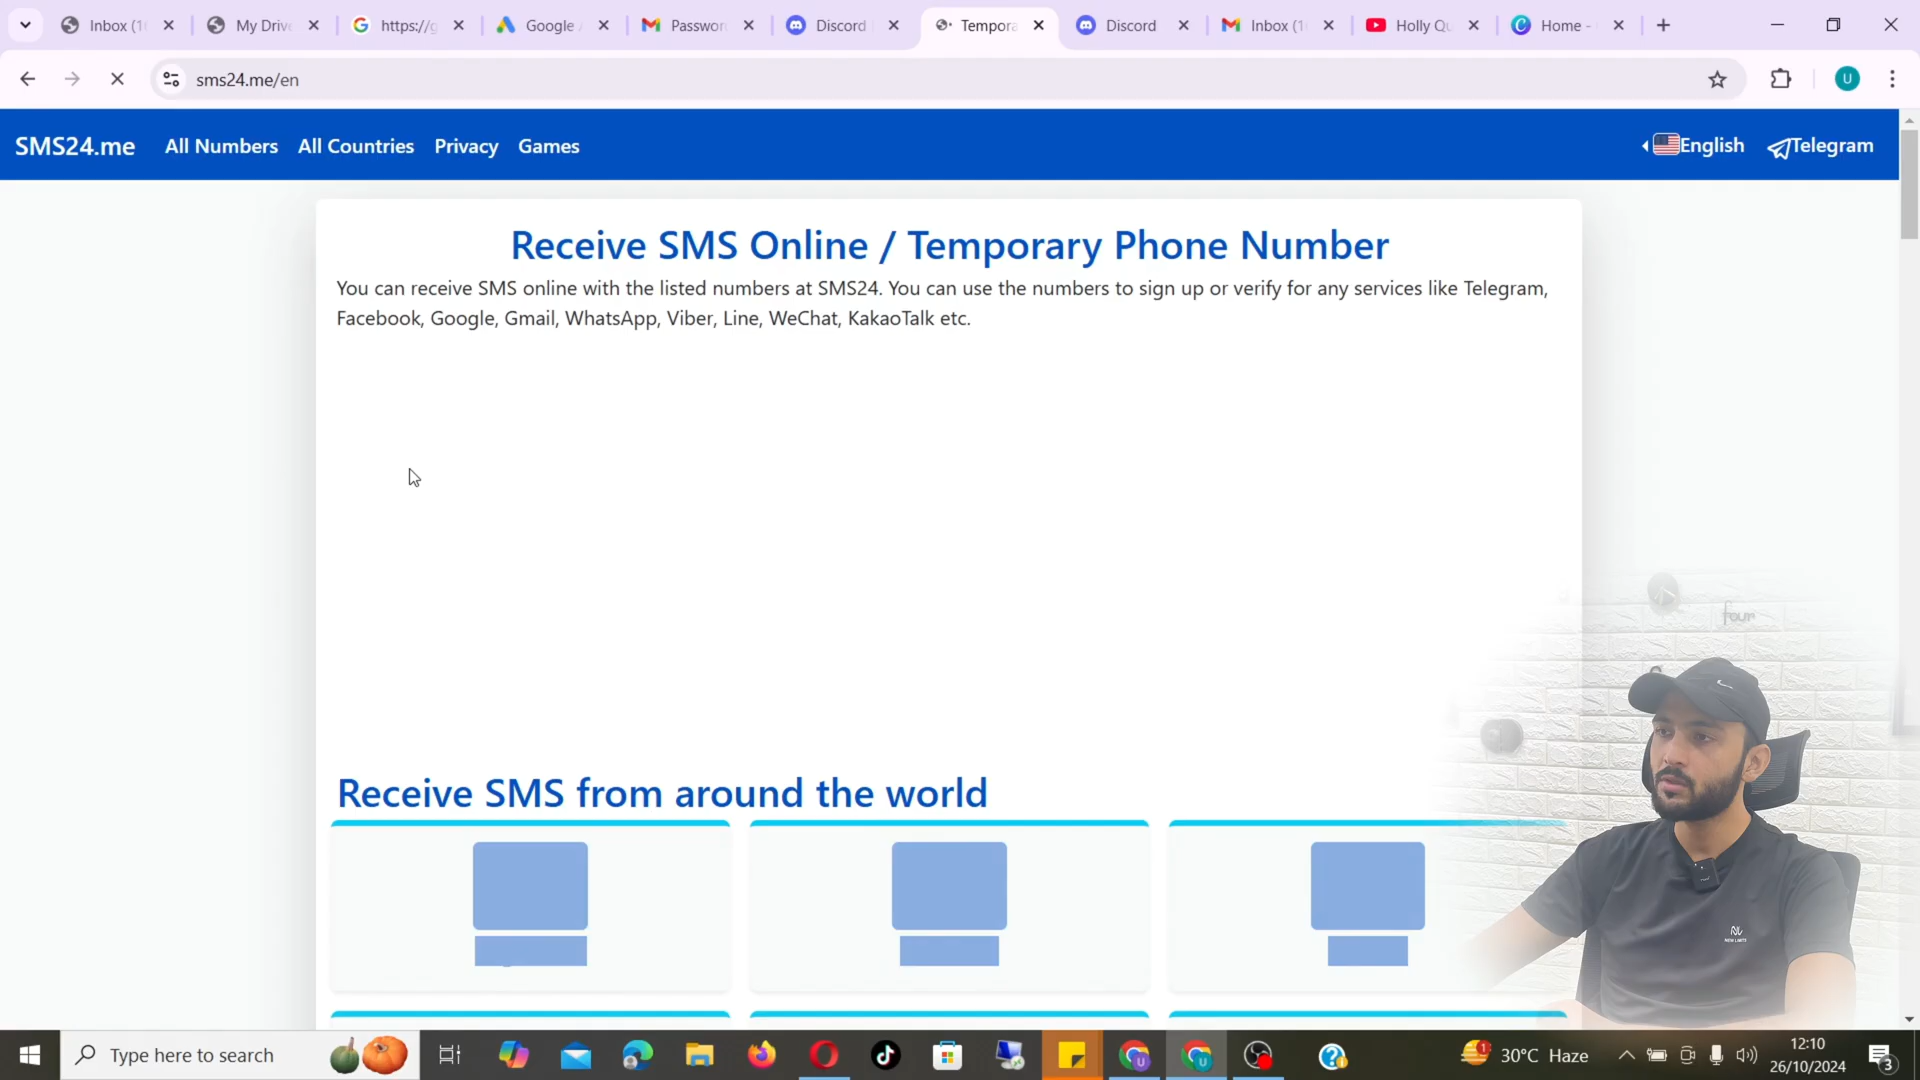 Inbox (1
My Drive
https://g
Google A
Password
Discord
Tempora
Discord
Inbox (1
Holly Qu
Home -
sms24.me/en
U
SMS24.me
All Numbers
All Countries
Privacy
Games
English
Telegram
Receive SMS Online / Temporary Phone Number
You can receive SMS online with the listed numbers at SMS24. You can use the numbers to sign up or verify for any services like Telegram,
Facebook, Google, Gmail, WhatsApp, Viber, Line, WeChat, KakaoTalk etc.
four
Receive SMS from around the world
Type here to search
30°C Haze
12:10
26/10/2024
3